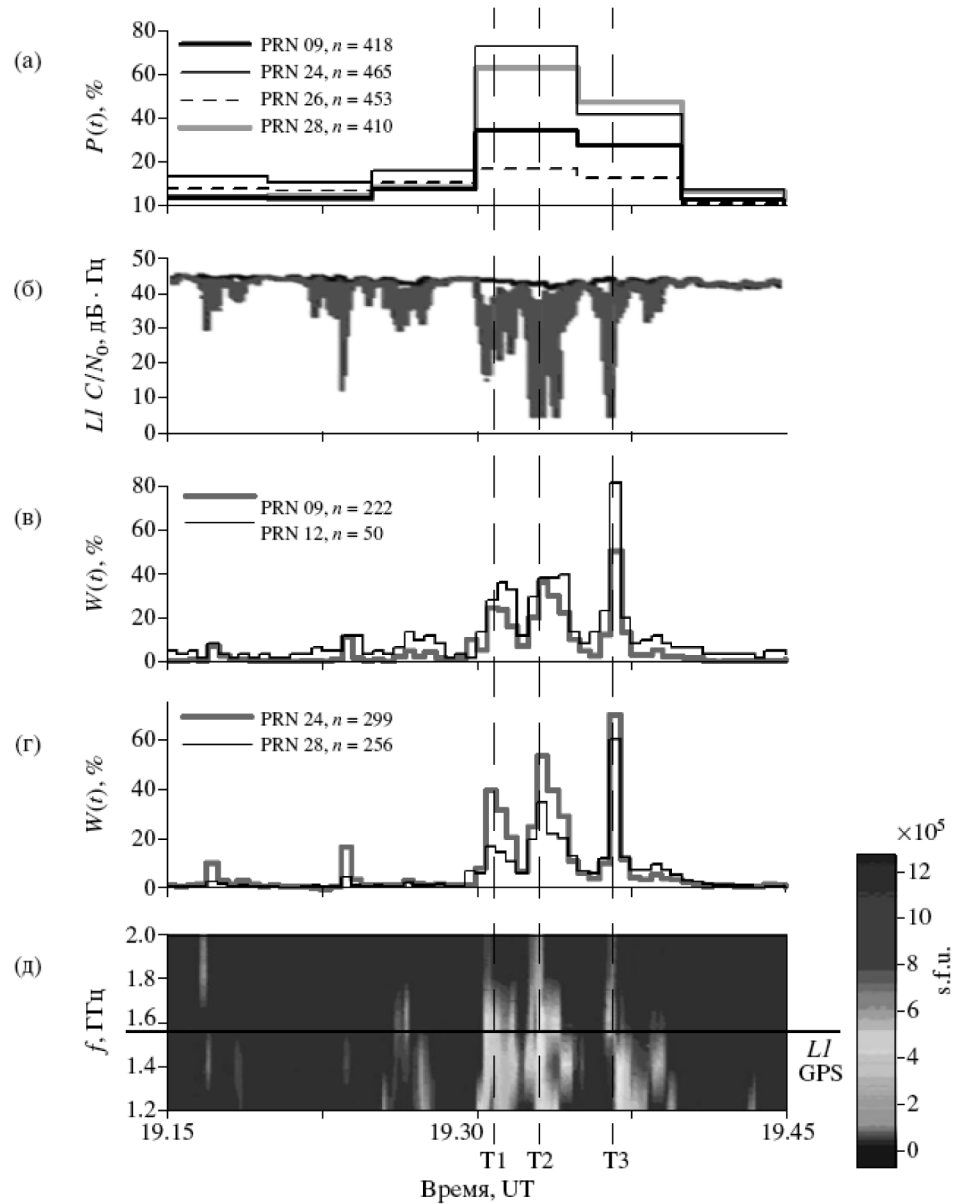 (а)
P(t), %
80
60
40
20
10
PRN 09, n = 418
PRN 24, n = 465
PRN 26, n = 453
PRN 28, n = 410
(б)
L1 C/N0, дБ · Гц
50
40
30
20
10
0
(в)
W(t), %
80
60
40
20
0
PRN 09, n = 222
PRN 12, n = 50
(г)
W(t), %
60
40
20
0
PRN 24, n = 299
PRN 28, n = 256
(д)
f, ГГц
2.0
1.8
1.6
1.4
1.2
L1
GPS
×10^5
12
10
8
6
4
2
0
s.f.u.
19.15
19.30
19.45
T1
T2
T3
Время, UT